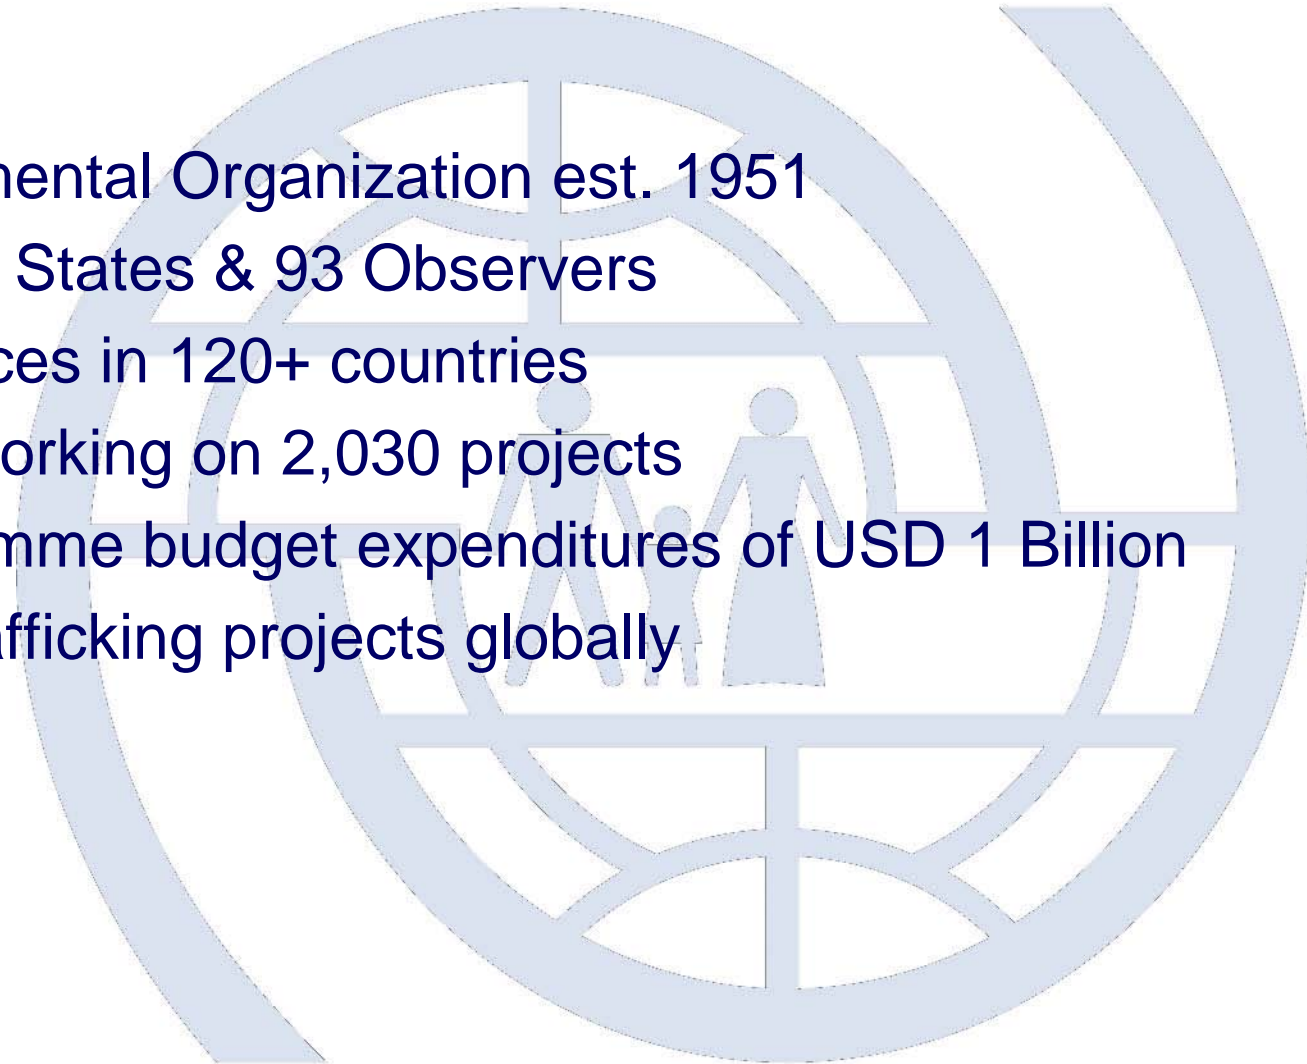 mental Organization est. 1951
States & 93 Observers
ces in 120+ countries
orking on 2,030 projects
mme budget expenditures of USD 1 Billion
afficking projects globally